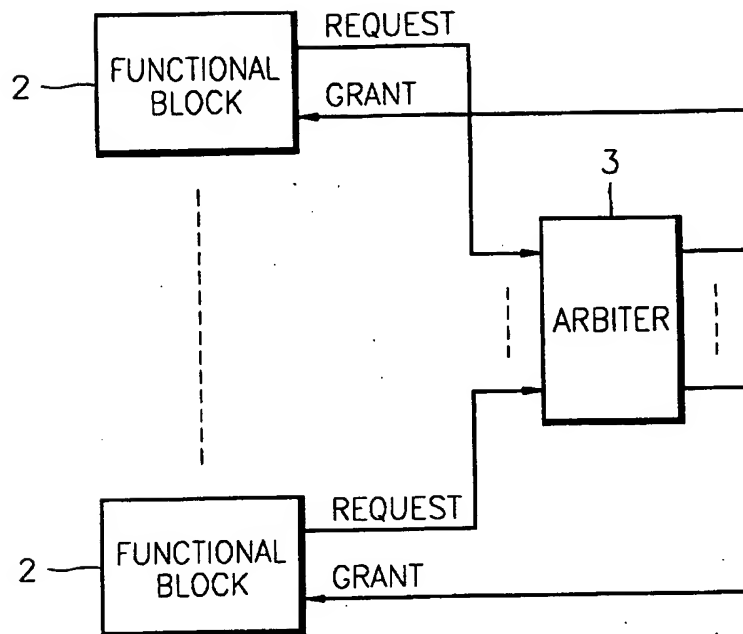 REQUEST
2
FUNCTIONAL
BLOCK
GRANT
3
ARBITER
REQUEST
2
FUNCTIONAL
BLOCK
GRANT